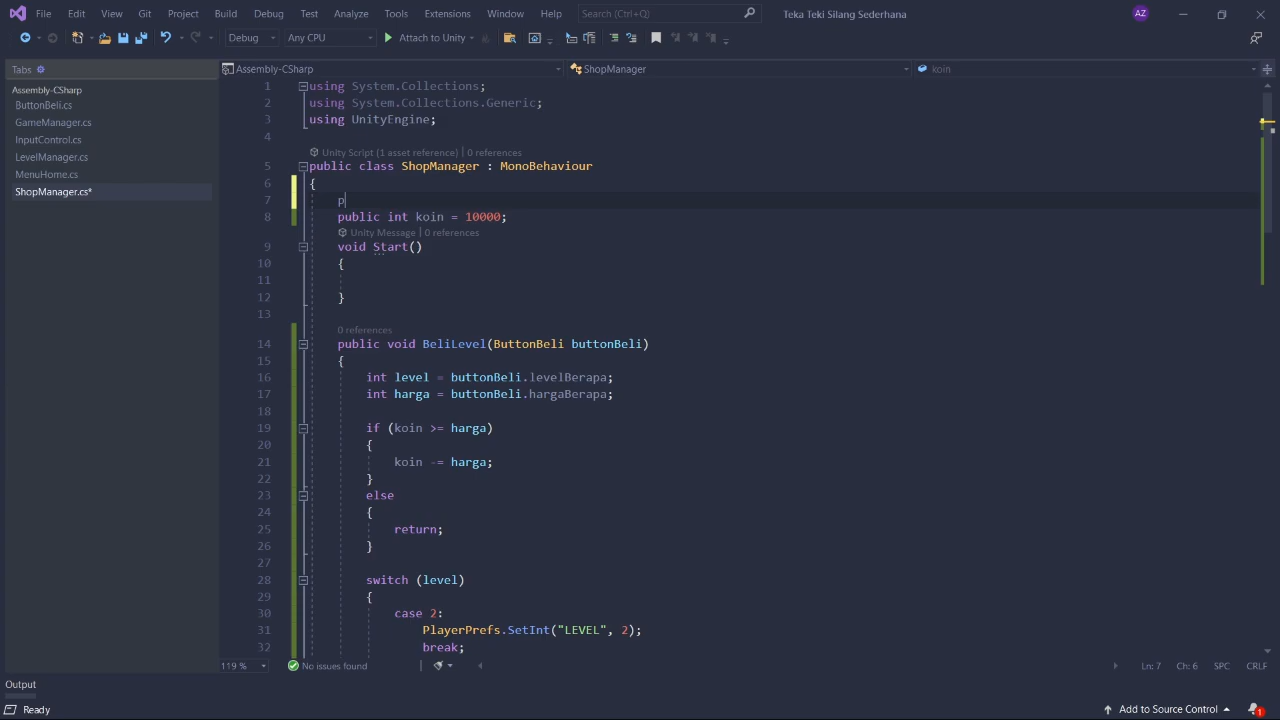 File Edit View Git Project Build Debug Test Analyze Tools Extensions Window Help Search (Ctrl+Q) Teka Teki Silang Sederhana AZ
Debug Any CPU Attach to Unity
Tabs Assembly-CSharp ShopManager koin
Assembly-CSharp
ButtonBeli.cs
GameManager.cs
InputControl.cs
LevelManager.cs
MenuHome.cs
ShopManager.cs*
1 using System.Collections;
2 using System.Collections.Generic;
3 using UnityEngine;
4
Unity Script (1 asset reference) | 0 references
5 public class ShopManager : MonoBehaviour
6 {
7 p
8 public int koin = 10000;
Unity Message | 0 references
9 void Start()
10 {
11
12 }
13
0 references
14 public void BeliLevel(ButtonBeli buttonBeli)
15 {
16 int level = buttonBeli.levelBerapa;
17 int harga = buttonBeli.hargaBerapa;
18
19 if (koin >= harga)
20 {
21 koin -= harga;
22 }
23 else
24 {
25 return;
26 }
27
28 switch (level)
29 {
30 case 2:
31 PlayerPrefs.SetInt("LEVEL", 2);
32 break;
119 % No issues found Ln: 7 Ch: 6 SPC CRLF
Output
Ready Add to Source Control 1